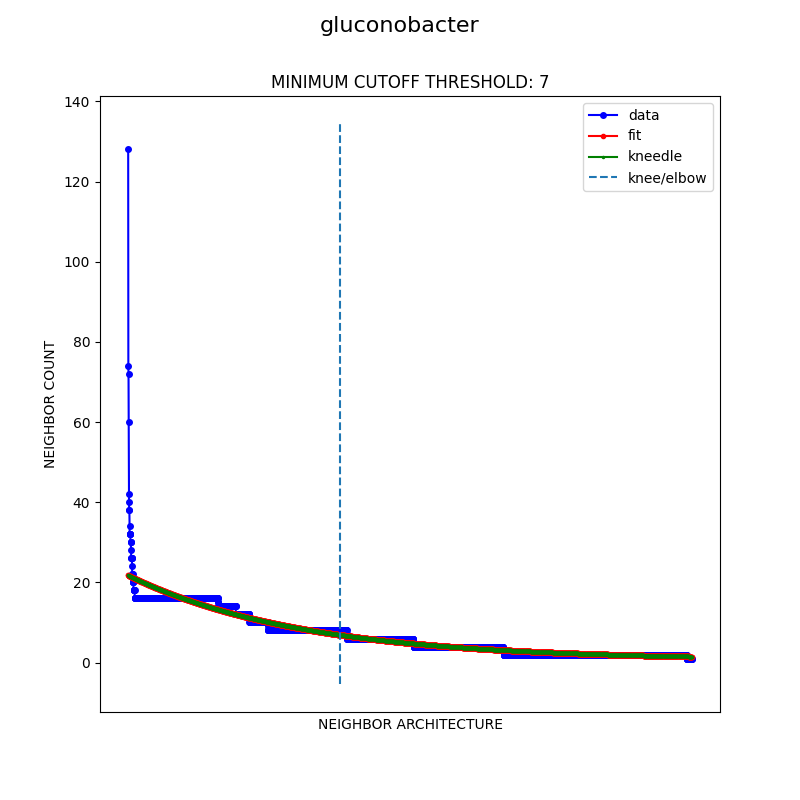 gluconobacter
MINIMUM CUTOFF THRESHOLD: 7
140
120
100
80
60
40
20
0
NEIGHBOR COUNT
NEIGHBOR ARCHITECTURE
data
fit
kneedle
knee/elbow